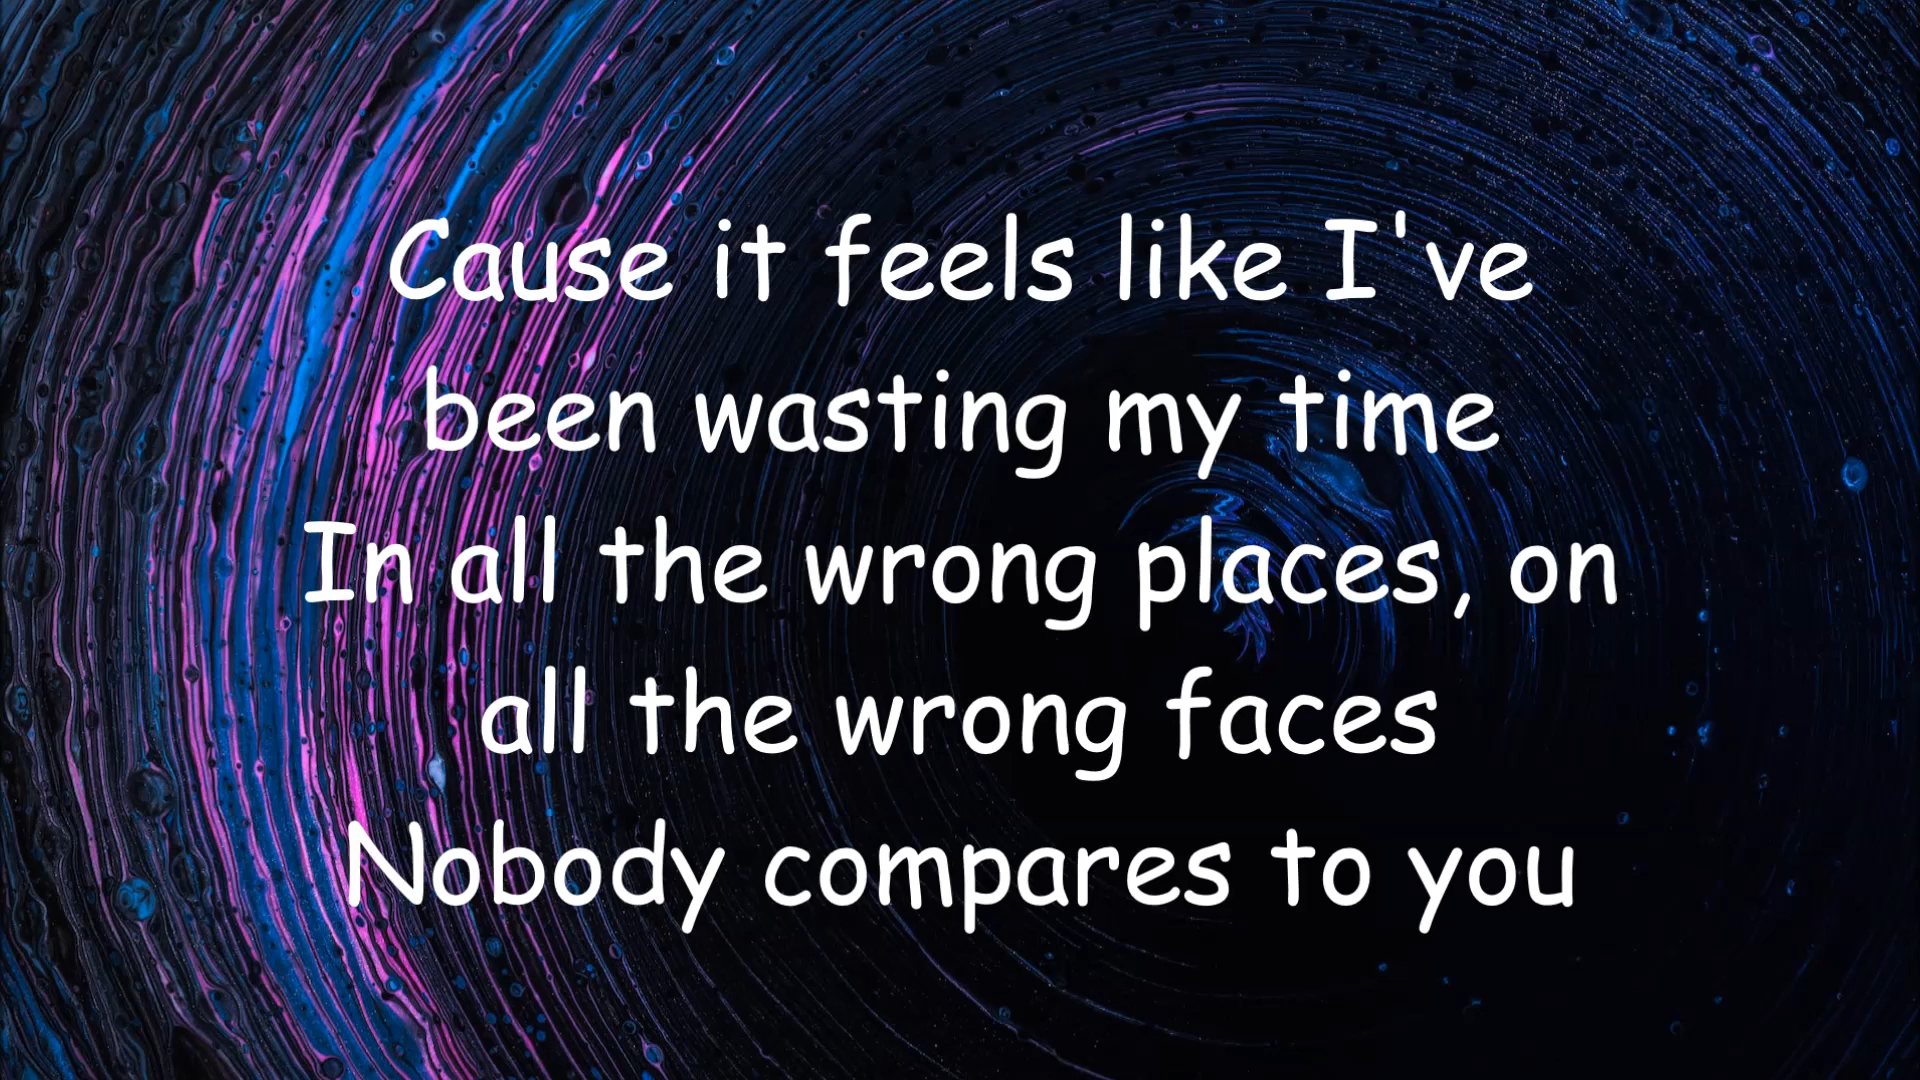 Cause it feels like I've
been wasting my time
In all the wrong places, on
all the wrong faces
Nobody compares to you